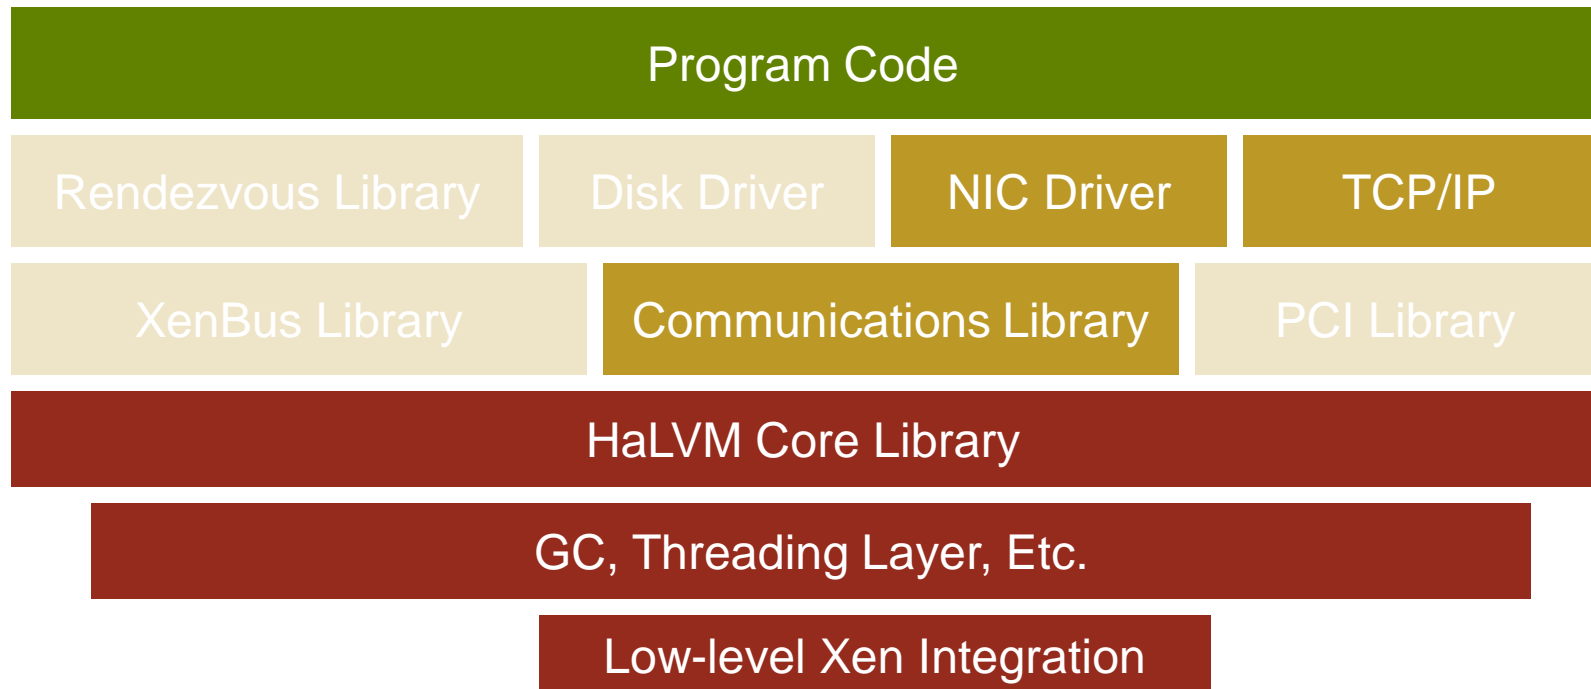 Program Code
Rendezvous Library
Disk Driver
NIC Driver
TCP/IP
XenBus Library
Communications Library
PCI Library
HaLVM Core Library
GC, Threading Layer, Etc.
Low-level Xen Integration